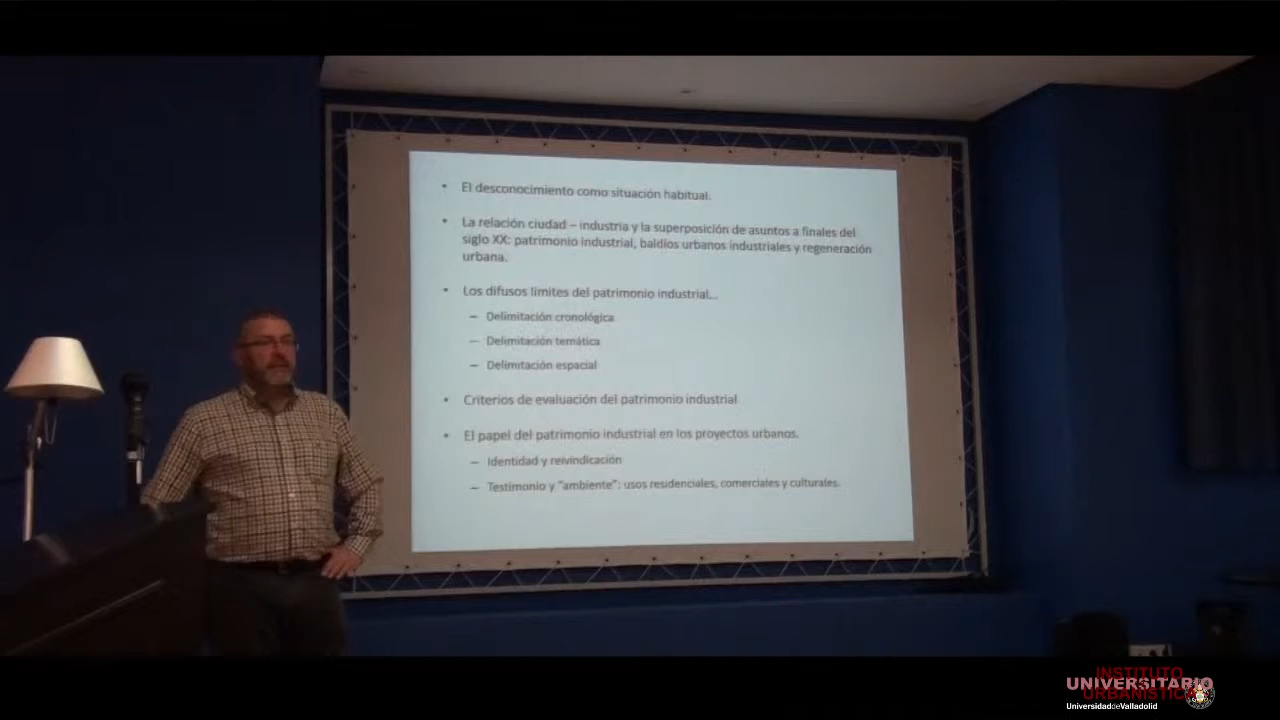 • El desconocimiento como situación habitual.
• La relación ciudad – industria y la superposición de asuntos a finales del
siglo XX: patrimonio industrial, baldíos urbanos industriales y regeneración
urbana.
• Los difusos límites del patrimonio industrial...
– Delimitación cronológica
– Delimitación temática
– Delimitación espacial
• Criterios de evaluación del patrimonio industrial
• El papel del patrimonio industrial en los proyectos urbanos.
– Identidad y reivindicación
– Testimonio y "ambiente": usos residenciales, comerciales y culturales.
INSTITUTO
UNIVERSITARIO
URBANÍSTICA
UniversidaddeValladolid